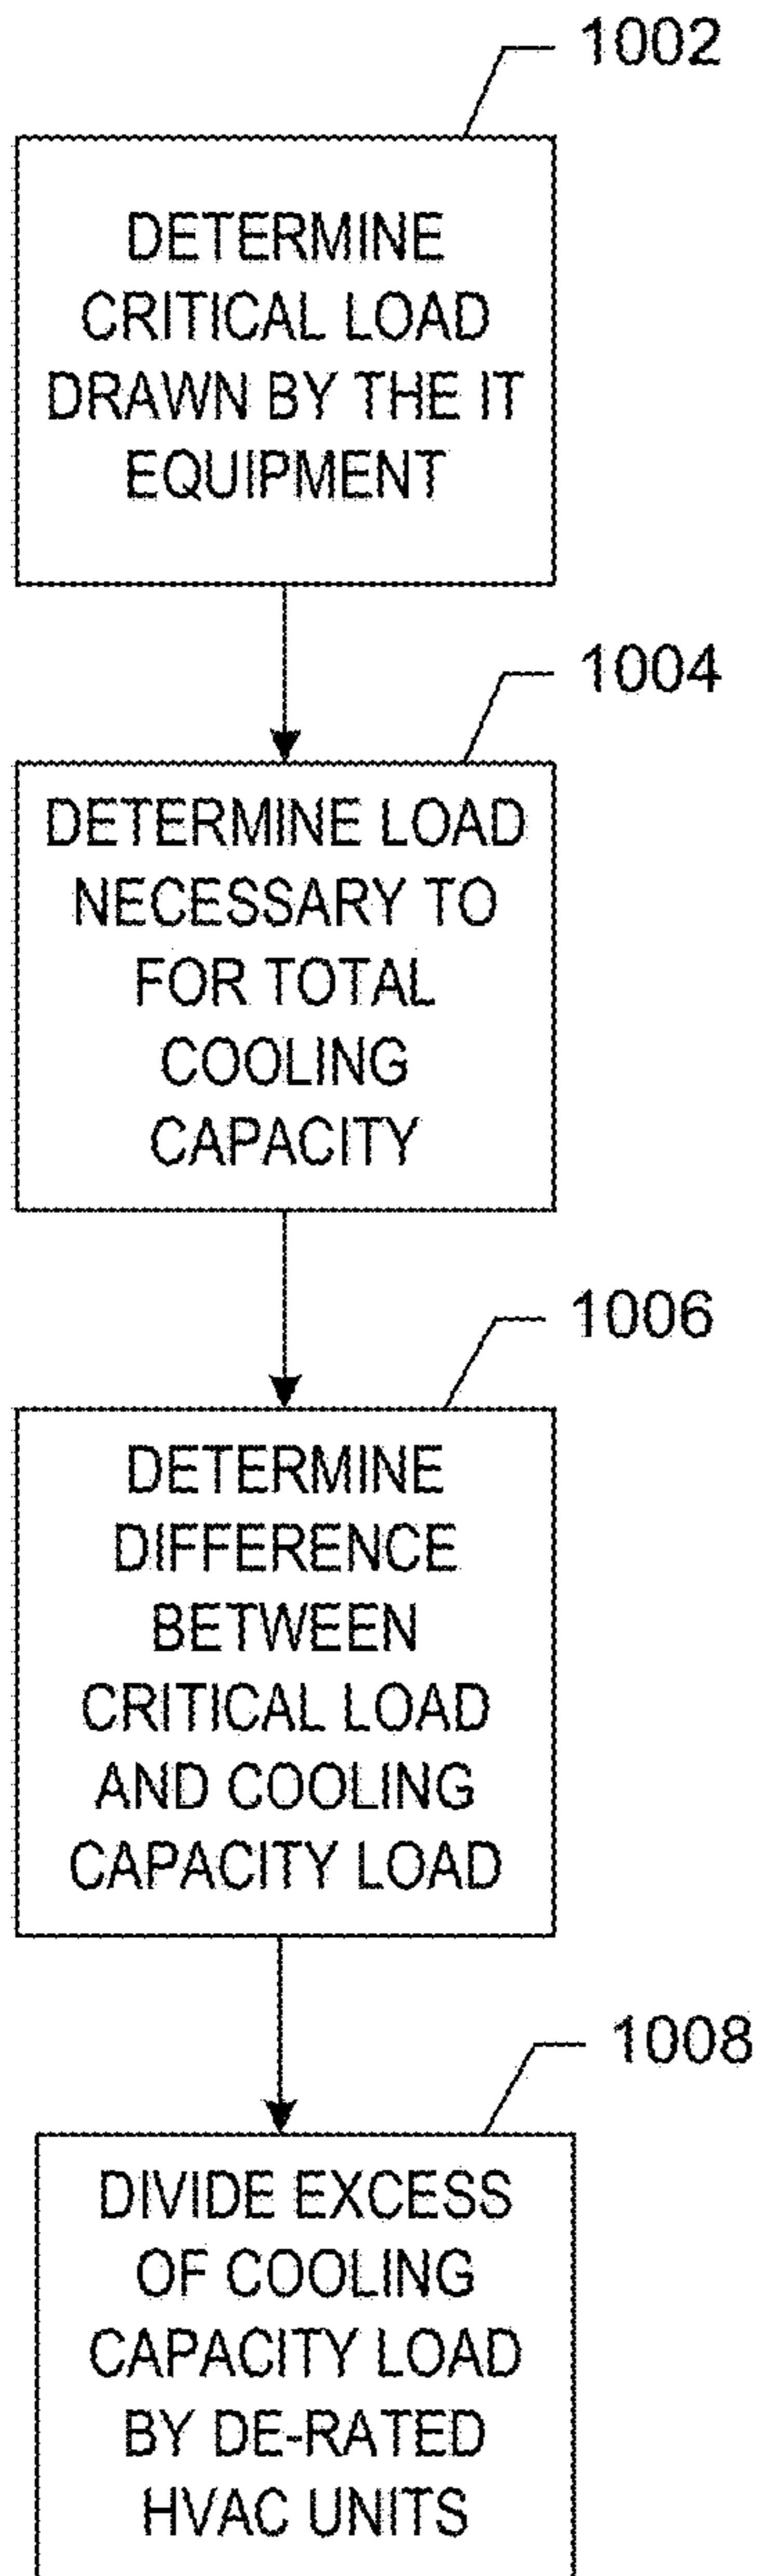 1002
DETERMINE
CRITICAL LOAD
DRAWN BY THE IT
EQUIPMENT
1004
DETERMINE LOAD
NECESSARY TO
FOR TOTAL
COOLING
CAPACITY
1006
DETERMINE
DIFFERENCE
BETWEEN
CRITICAL LOAD
AND COOLING
CAPACITY LOAD
1008
DIVIDE EXCESS
OF COOLING
CAPACITY LOAD
BY DE-RATED
HVAC UNITS